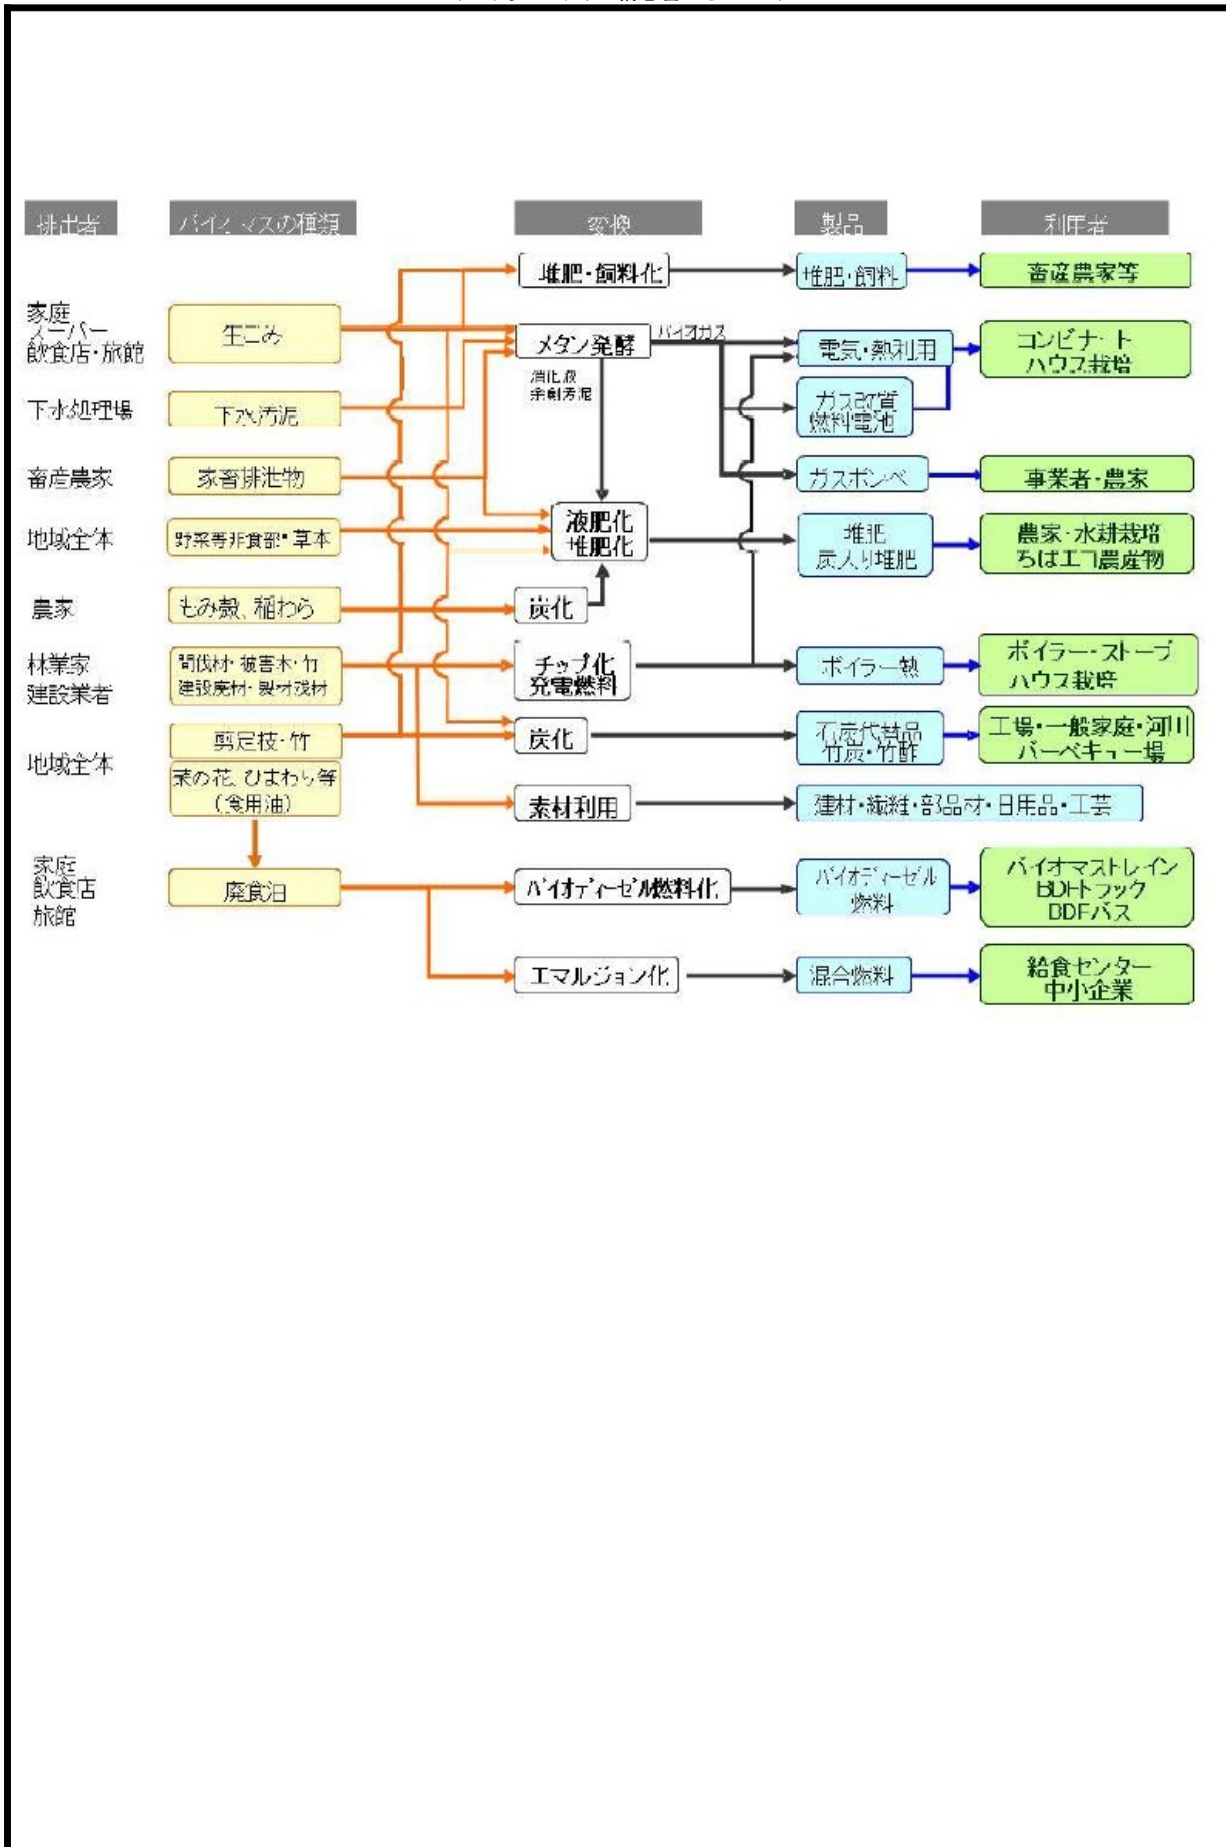 排出者 バイオマスの種類 変換 製品 利用者
堆肥・飼料化 堆肥・飼料 畜産農家等
家庭
スーパー
飲食店・旅館
生ごみ
メタン発酵
バイオガス
電気・熱利用
コンビナート
ハウス栽培
消化液
余剰汚泥
下水処理場
下水汚泥
ガス改質
燃料電池
畜産農家
家畜排泄物
ガスボンベ
事業者・農家
地域全体
野菜等非食部・草本
液肥化
堆肥化
堆肥
炭入り堆肥
農家・水耕栽培
ちばエコ農産物
農家
もみ殻、稲わら
炭化
林業家
建設業者
間伐材・被害木・竹
建設廃材・製材残材
チップ化
発電燃料
ボイラー熱
ボイラー・ストーブ
ハウス栽培
地域全体
剪定枝・竹
炭化
石炭代替品
竹炭・竹酢
工場・一般家庭・河川
バーベキュー場
菜の花、ひまわり等
（食用油）
素材利用
建材・繊維・部品材・日用品・工芸
家庭
飲食店
旅館
廃食油
バイオディーゼル燃料化
バイオディーゼル
燃料
バイオマストレイン
BDFトラック
BDFバス
エマルジョン化
混合燃料
給食センター
中小企業